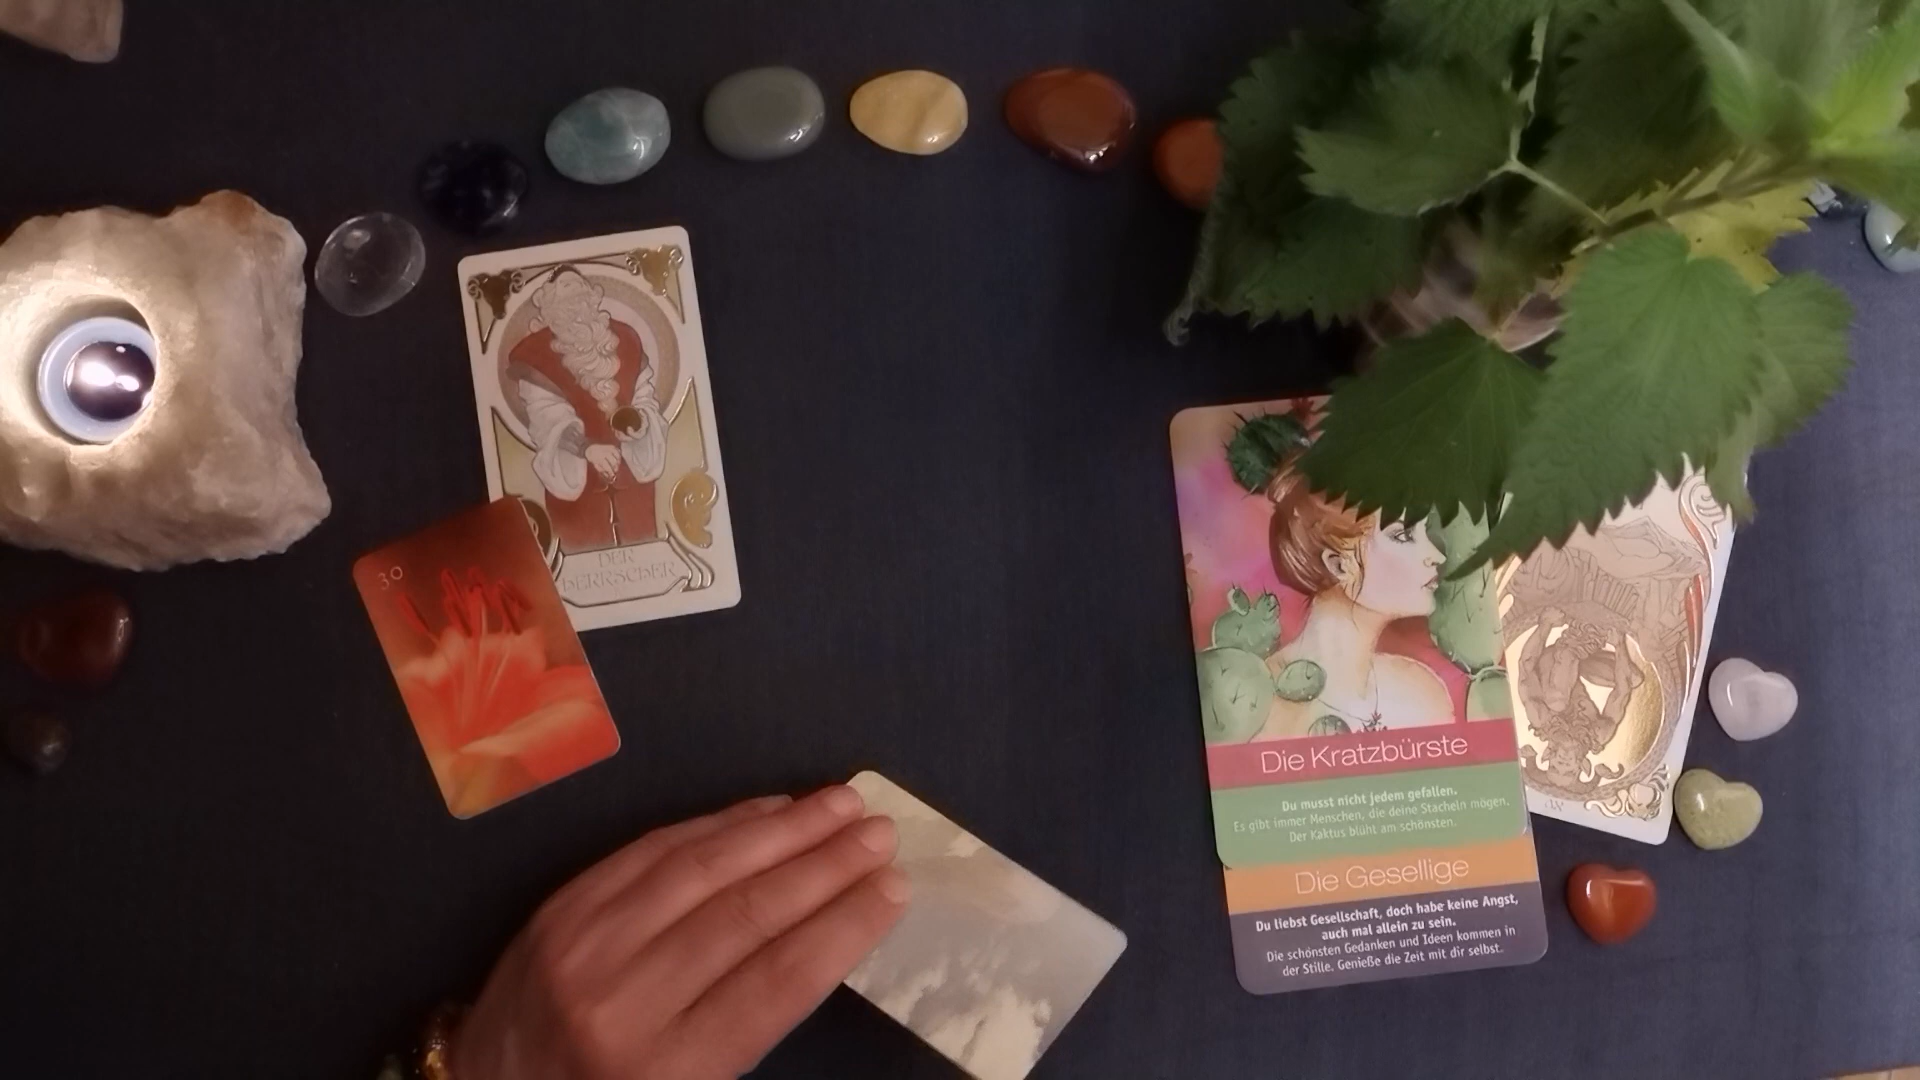 DER
HERRSCHER
30
Die Kratzbürste
Du musst nicht jedem gefallen.
Es gibt immer Menschen, die deine Stacheln mögen.
Der Kaktus blüht am schönsten.
Die Gesellige
Du liebst Gesellschaft, doch habe keine Angst,
auch mal allein zu sein.
Die schönsten Gedanken und Ideen kommen in
der Stille. Genieße die Zeit mit dir selbst.